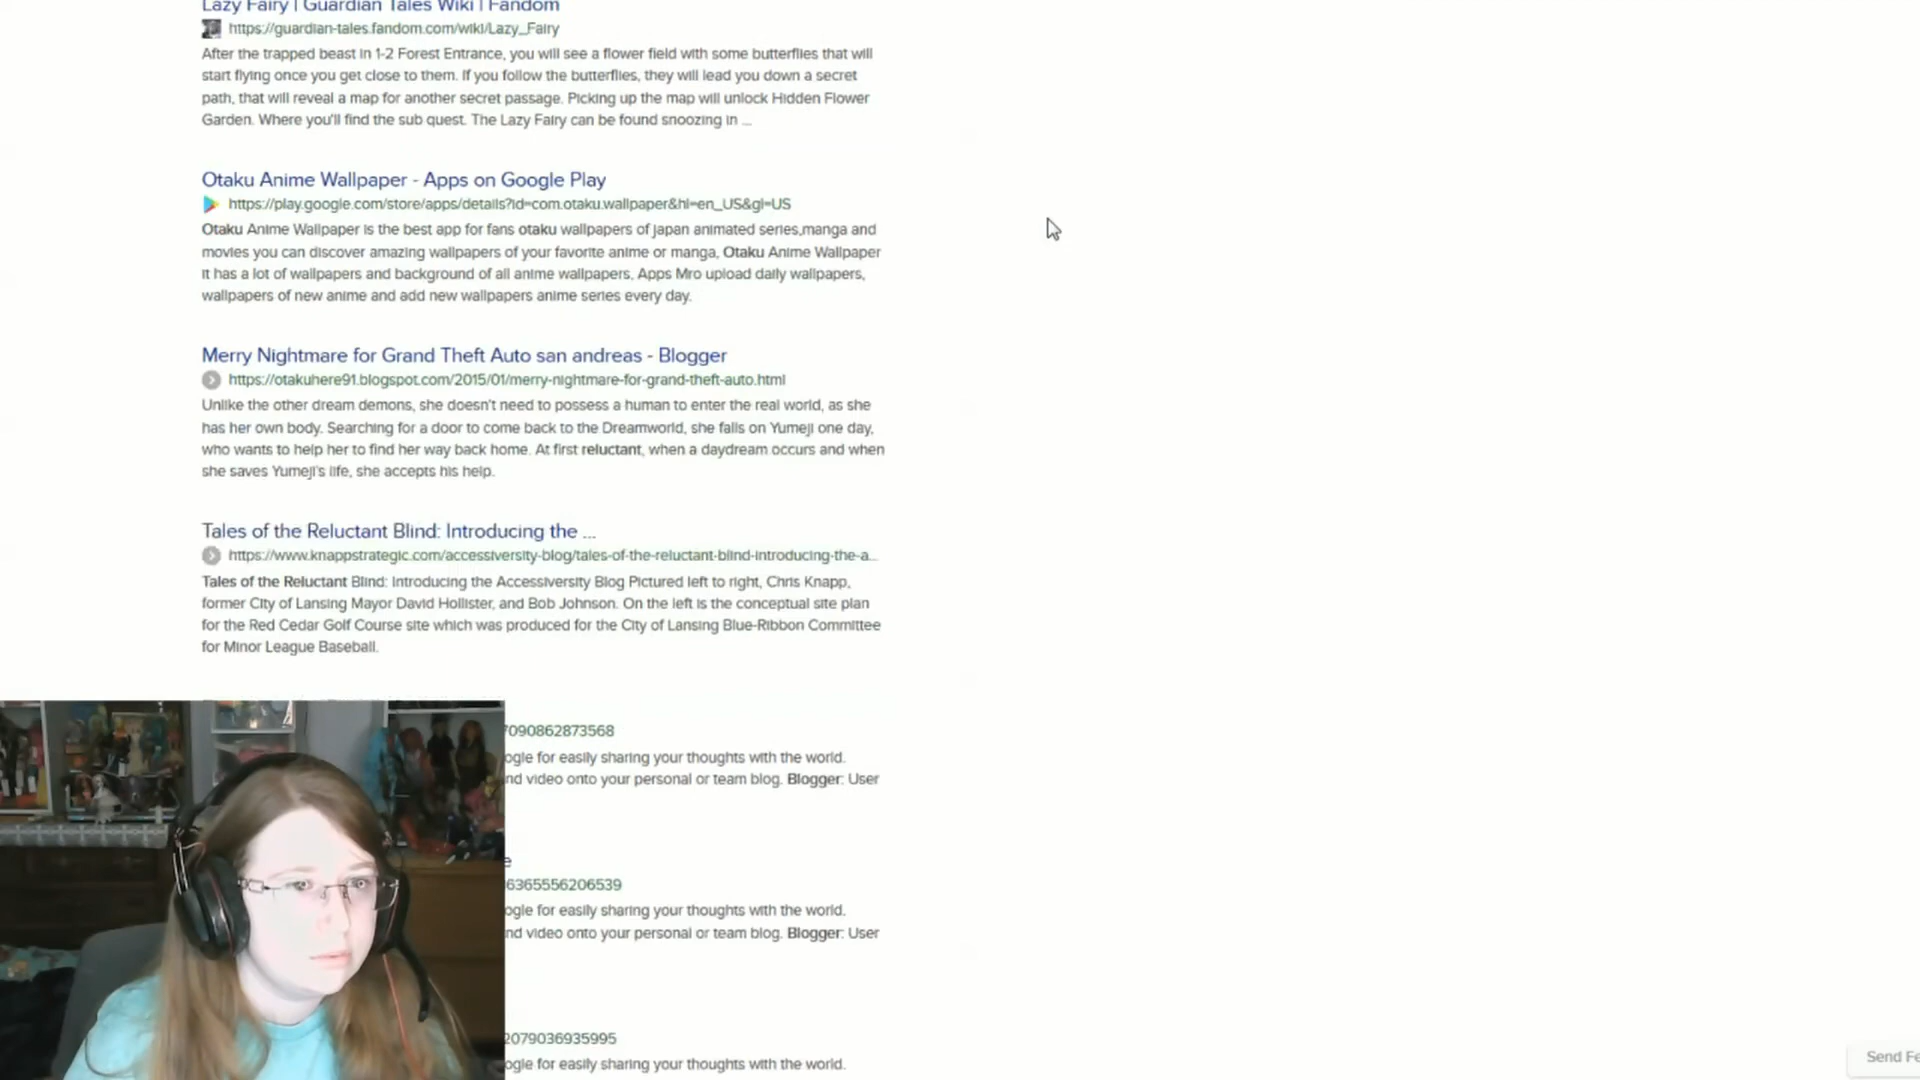 Lazy Fairy | Guardian Tales Wiki | Fandom
https://guardian-tales.fandom.com/wiki/Lazy_Fairy
After the trapped beast in 1-2 Forest Entrance, you will see a flower field with some butterflies that will
start flying once you get close to them. If you follow the butterflies, they will lead you down a secret
path, that will reveal a map for another secret passage. Picking up the map will unlock Hidden Flower
Garden. Where you'll find the sub quest. The Lazy Fairy can be found snoozing in ...
Otaku Anime Wallpaper - Apps on Google Play
https://play.google.com/store/apps/details?id=com.otaku.wallpaper&hl=en_US&gl=US
Otaku Anime Wallpaper is the best app for fans otaku wallpapers of japan animated series,manga and
movies you can discover amazing wallpapers of your favorite anime or manga, Otaku Anime Wallpaper
it has a lot of wallpapers and background of all anime wallpapers, Apps Mro upload daily wallpapers,
wallpapers of new anime and add new wallpapers anime series every day.
Merry Nightmare for Grand Theft Auto san andreas - Blogger
https://otakuhere91.blogspot.com/2015/01/merry-nightmare-for-grand-theft-auto.html
Unlike the other dream demons, she doesn't need to possess a human to enter the real world, as she
has her own body. Searching for a door to come back to the Dreamworld, she falls on Yumeji one day,
who wants to help her to find her way back home. At first reluctant, when a daydream occurs and when
she saves Yumeji's life, she accepts his help.
Tales of the Reluctant Blind: Introducing the ...
https://www.knappstrategic.com/accessiversity-blog/tales-of-the-reluctant-blind-introducing-the-a...
Tales of the Reluctant Blind: Introducing the Accessiversity Blog Pictured left to right, Chris Knapp,
former City of Lansing Mayor David Hollister, and Bob Johnson. On the left is the conceptual site plan
for the Red Cedar Golf Course site which was produced for the City of Lansing Blue-Ribbon Committee
for Minor League Baseball.
7090862873568
ogle for easily sharing your thoughts with the world.
nd video onto your personal or team blog. Blogger: User
e
6365556206539
ogle for easily sharing your thoughts with the world.
nd video onto your personal or team blog. Blogger: User
2079036935995
ogle for easily sharing your thoughts with the world.
Send Fe